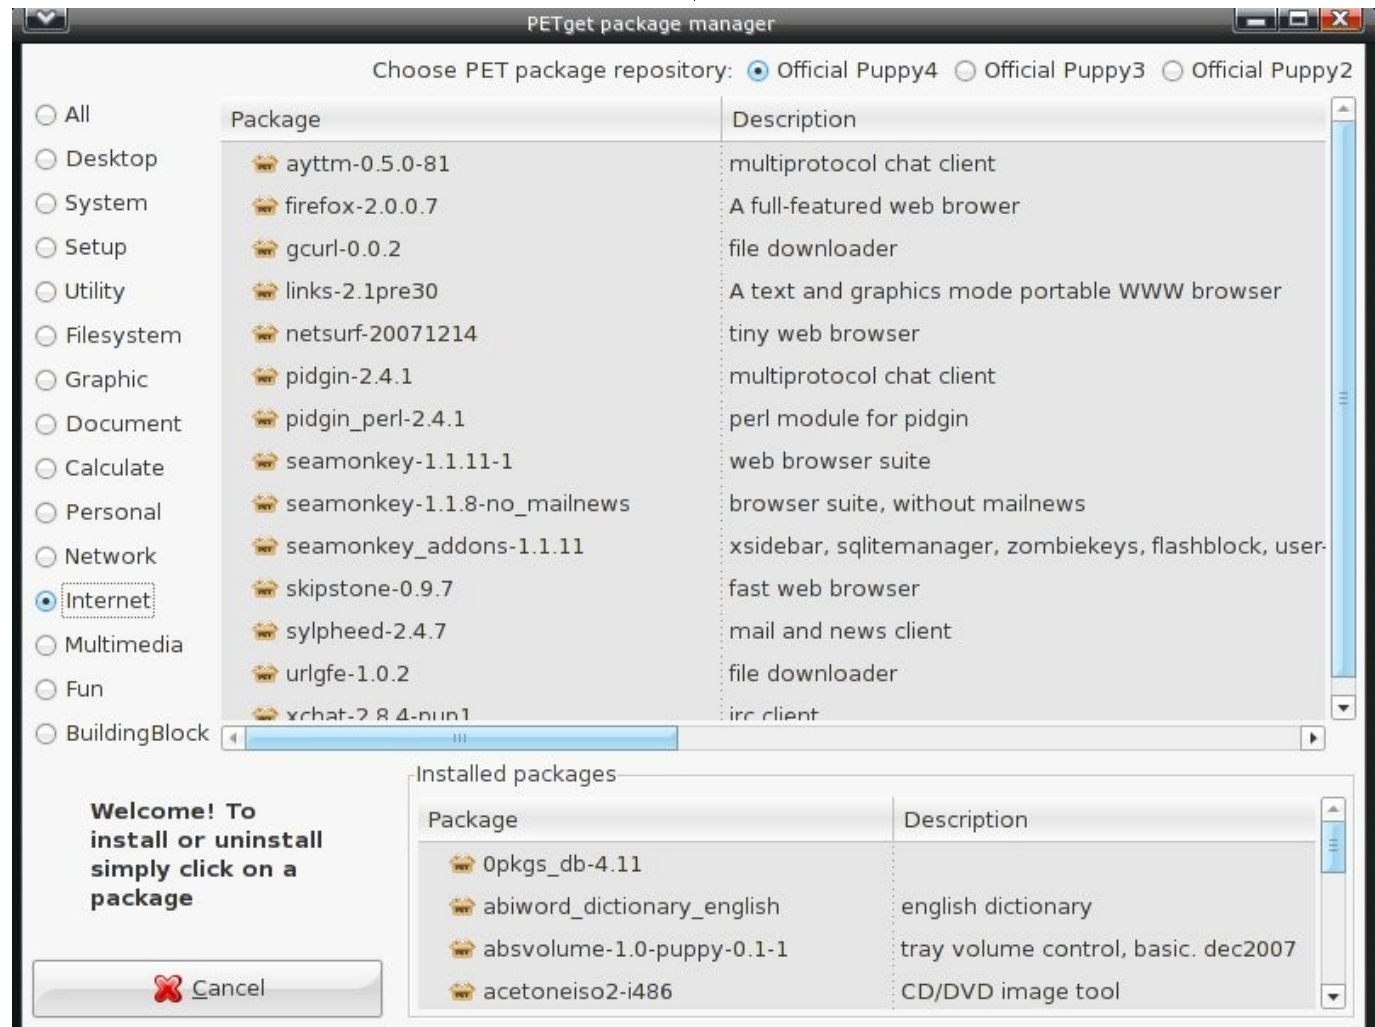 PETget package manager
Choose PET package repository: Official Puppy4 Official Puppy3 Official Puppy2
All
Desktop
System
Setup
Utility
Filesystem
Graphic
Document
Calculate
Personal
Network
Internet
Multimedia
Fun
BuildingBlock
Package Description
ayttm-0.5.0-81 multiprotocol chat client
firefox-2.0.0.7 A full-featured web brower
gcurl-0.0.2 file downloader
links-2.1pre30 A text and graphics mode portable WWW browser
netsurf-20071214 tiny web browser
pidgin-2.4.1 multiprotocol chat client
pidgin_perl-2.4.1 perl module for pidgin
seamonkey-1.1.11-1 web browser suite
seamonkey-1.1.8-no_mailnews browser suite, without mailnews
seamonkey_addons-1.1.11 xsidebar, sqlitemanager, zombiekeys, flashblock, user-
skipstone-0.9.7 fast web browser
sylpheed-2.4.7 mail and news client
urlgfe-1.0.2 file downloader
xchat-2.8.4-pup1 irc client
Welcome! To
install or uninstall
simply click on a
package
Cancel
Installed packages
Package Description
0pkgs_db-4.11
abiword_dictionary_english english dictionary
absvolume-1.0-puppy-0.1-1 tray volume control, basic. dec2007
acetoneiso2-i486 CD/DVD image tool